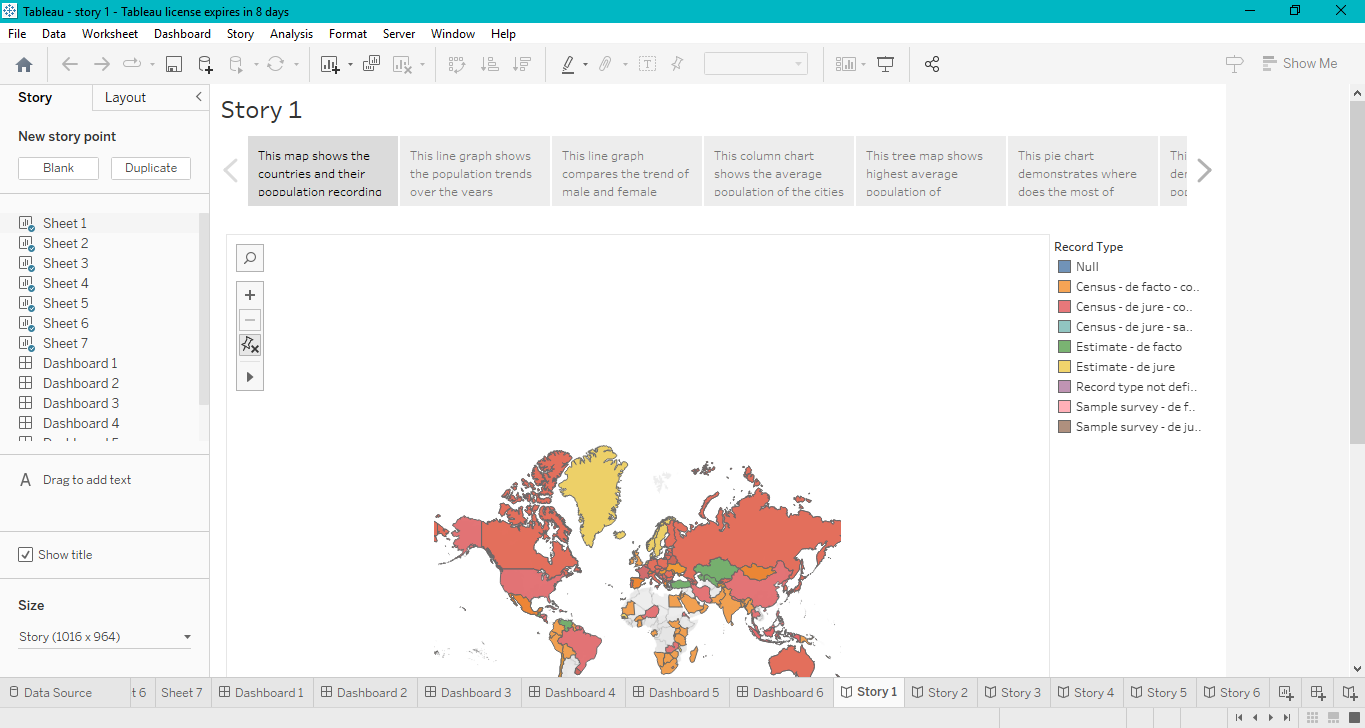 Tableau - story 1 - Tableau license expires in 8 days
File Data Worksheet Dashboard Story Analysis Format Server Window Help
Show Me
Story Layout
New story point
Blank Duplicate
Sheet 1
Sheet 2
Sheet 3
Sheet 4
Sheet 5
Sheet 6
Sheet 7
Dashboard 1
Dashboard 2
Dashboard 3
Dashboard 4
A Drag to add text
Show title
Size
Story (1016 x 964)
Story 1
This map shows the
countries and their
poppulation recording
This line graph shows
the population trends
over the years
This line graph
compares the trend of
male and female
This column chart
shows the average
population of the cities
This tree map shows
highest average
population of
This pie chart
demonstrates where
does the most of
Record Type
Null
Census - de facto - co..
Census - de jure - co..
Census - de jure - sa..
Estimate - de facto
Estimate - de jure
Record type not defi..
Sample survey - de f..
Sample survey - de ju..
Data Source t 6 Sheet 7 Dashboard 1 Dashboard 2 Dashboard 3 Dashboard 4 Dashboard 5 Dashboard 6 Story 1 Story 2 Story 3 Story 4 Story 5 Story 6